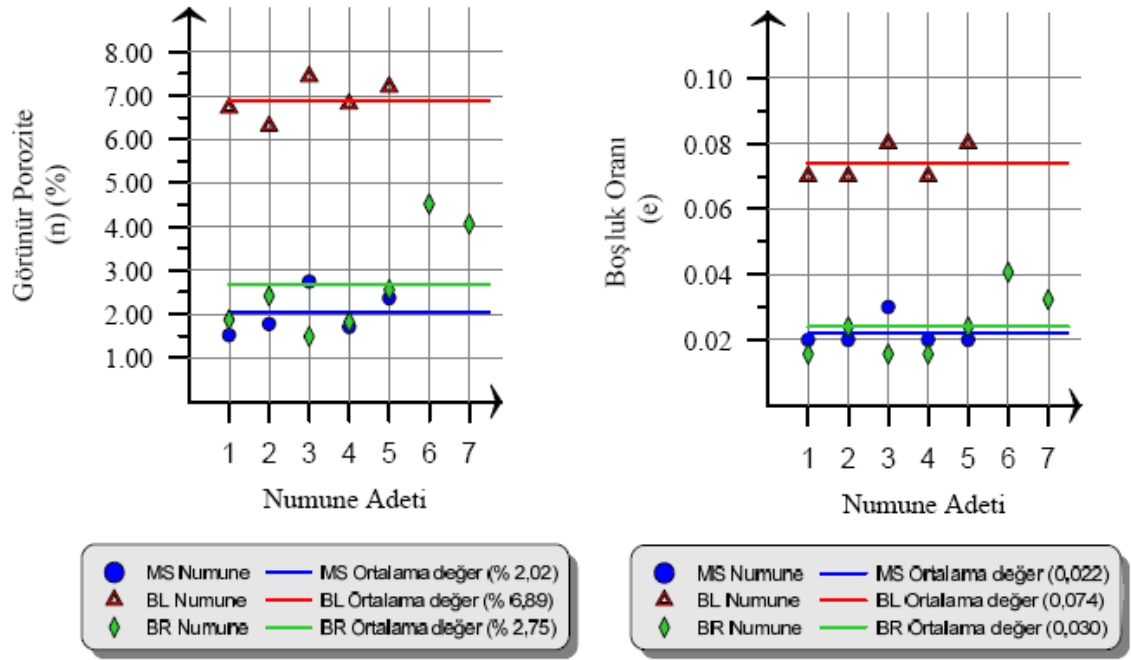 Görünür Porozite
(n) (%)
8.00
7.00
6.00
5.00
4.00
3.00
2.00
1.00
1 2 3 4 5 6 7
Numune Adeti
MS Numune MS Ortalama değer (% 2,02)
BL Numune BL Ortalama değer (% 6,89)
BR Numune BR Ortalama değer (% 2,75)
Boşluk Oranı
(e)
0.10
0.08
0.06
0.04
0.02
1 2 3 4 5 6 7
Numune Adeti
MS Numune MS Ortalama değer (0,022)
BL Numune BL Ortalama değer (0,074)
BR Numune BR Ortalama değer (0,030)